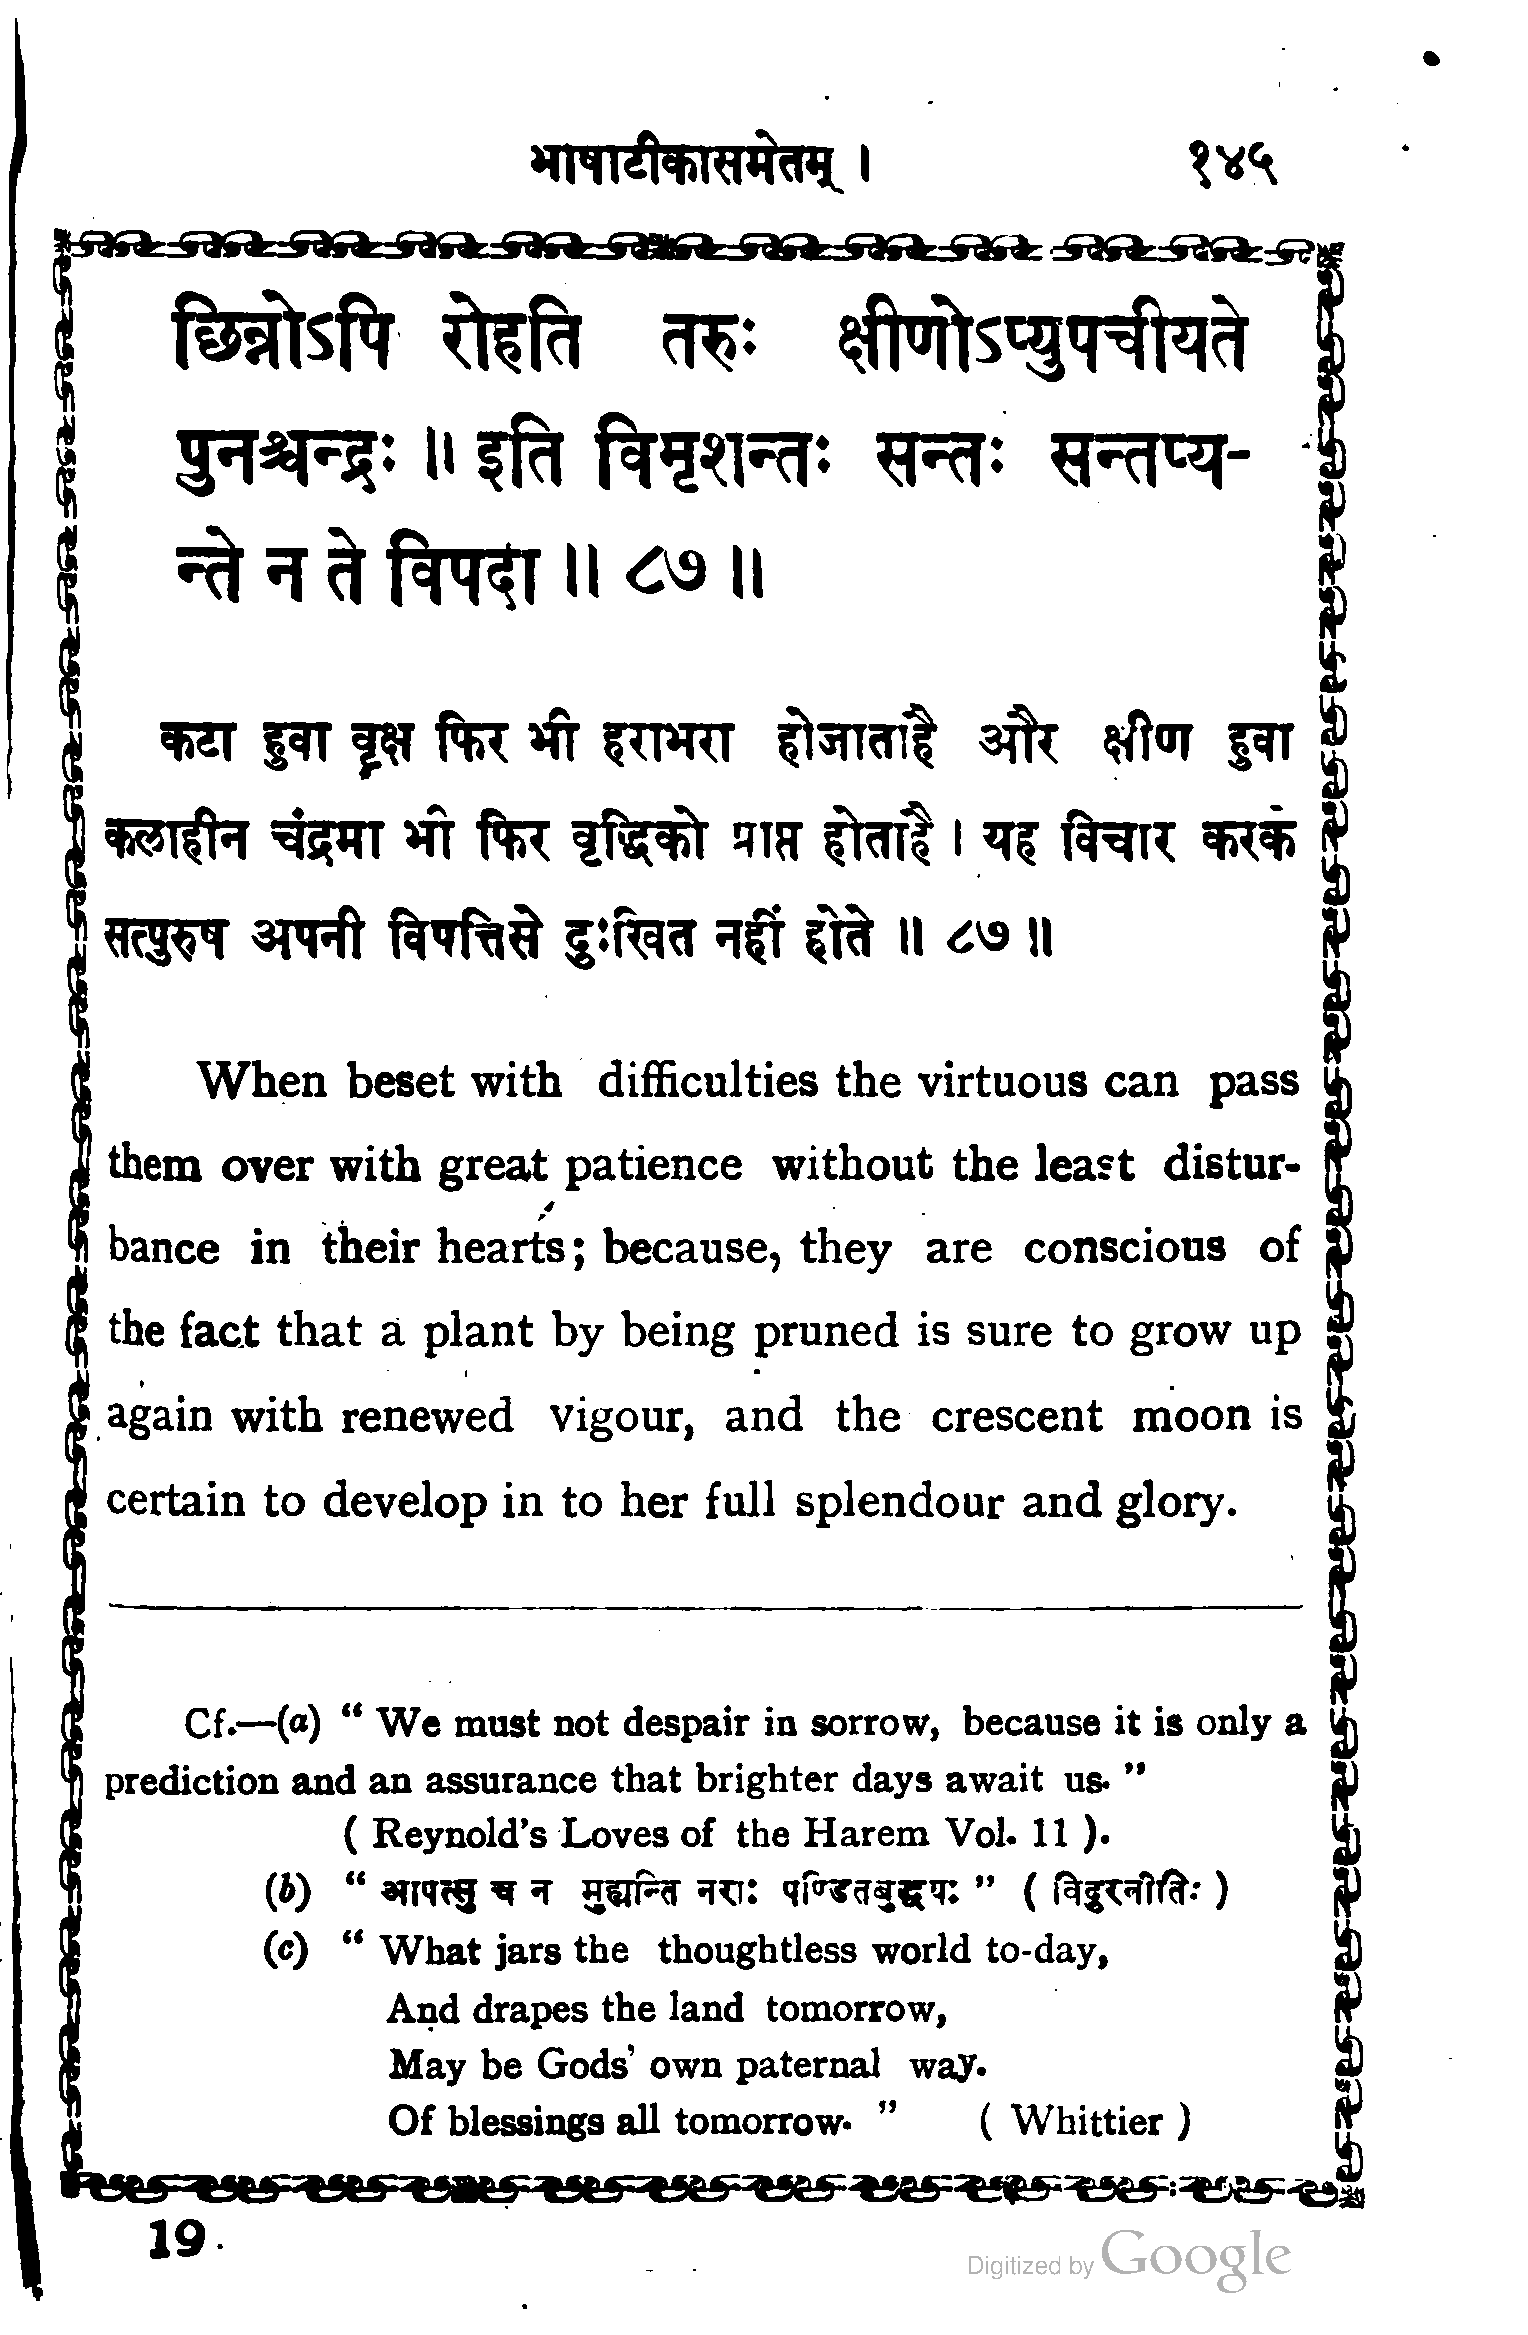 भाषाटीकासमेतम् । १४५
छिन्नोऽपि रोहति तरुः क्षीणोऽप्युपचीयते
पुनश्चन्द्रः ॥ इति विमृशन्तः सन्तः सन्तप्य-
न्ते न ते विपदा ॥ ८७ ॥
कटा हुवा वृक्ष फिर भी हराभरा होजाताहै और क्षीण हुवा
कलाहीन चंद्रमा भी फिर वृद्धिको प्राप्त होताहै । यह विचार करके
सत्पुरुष अपनी विपत्तिसे दुःखित नहीं होते ॥ ८७ ॥
When beset with difficulties the virtuous can pass
them over with great patience without the least distur-
bance in their hearts; because, they are conscious of
the fact that a plant by being pruned is sure to grow up
again with renewed vigour, and the crescent moon is
certain to develop in to her full splendour and glory.
Cf.—(a) “ We must not despair in sorrow, because it is only a
prediction and an assurance that brighter days await us. ”
( Reynold’s Loves of the Harem Vol. 11 ).
(b) “ आपत्सु च न मुह्यन्ति नराः पण्डितबुद्धयः ” ( विदुरनीतिः )
(c) “ What jars the thoughtless world to-day,
And drapes the land tomorrow,
May be Gods’ own paternal way.
Of blessings all tomorrow. ” ( Whittier )
19
Digitized by Google